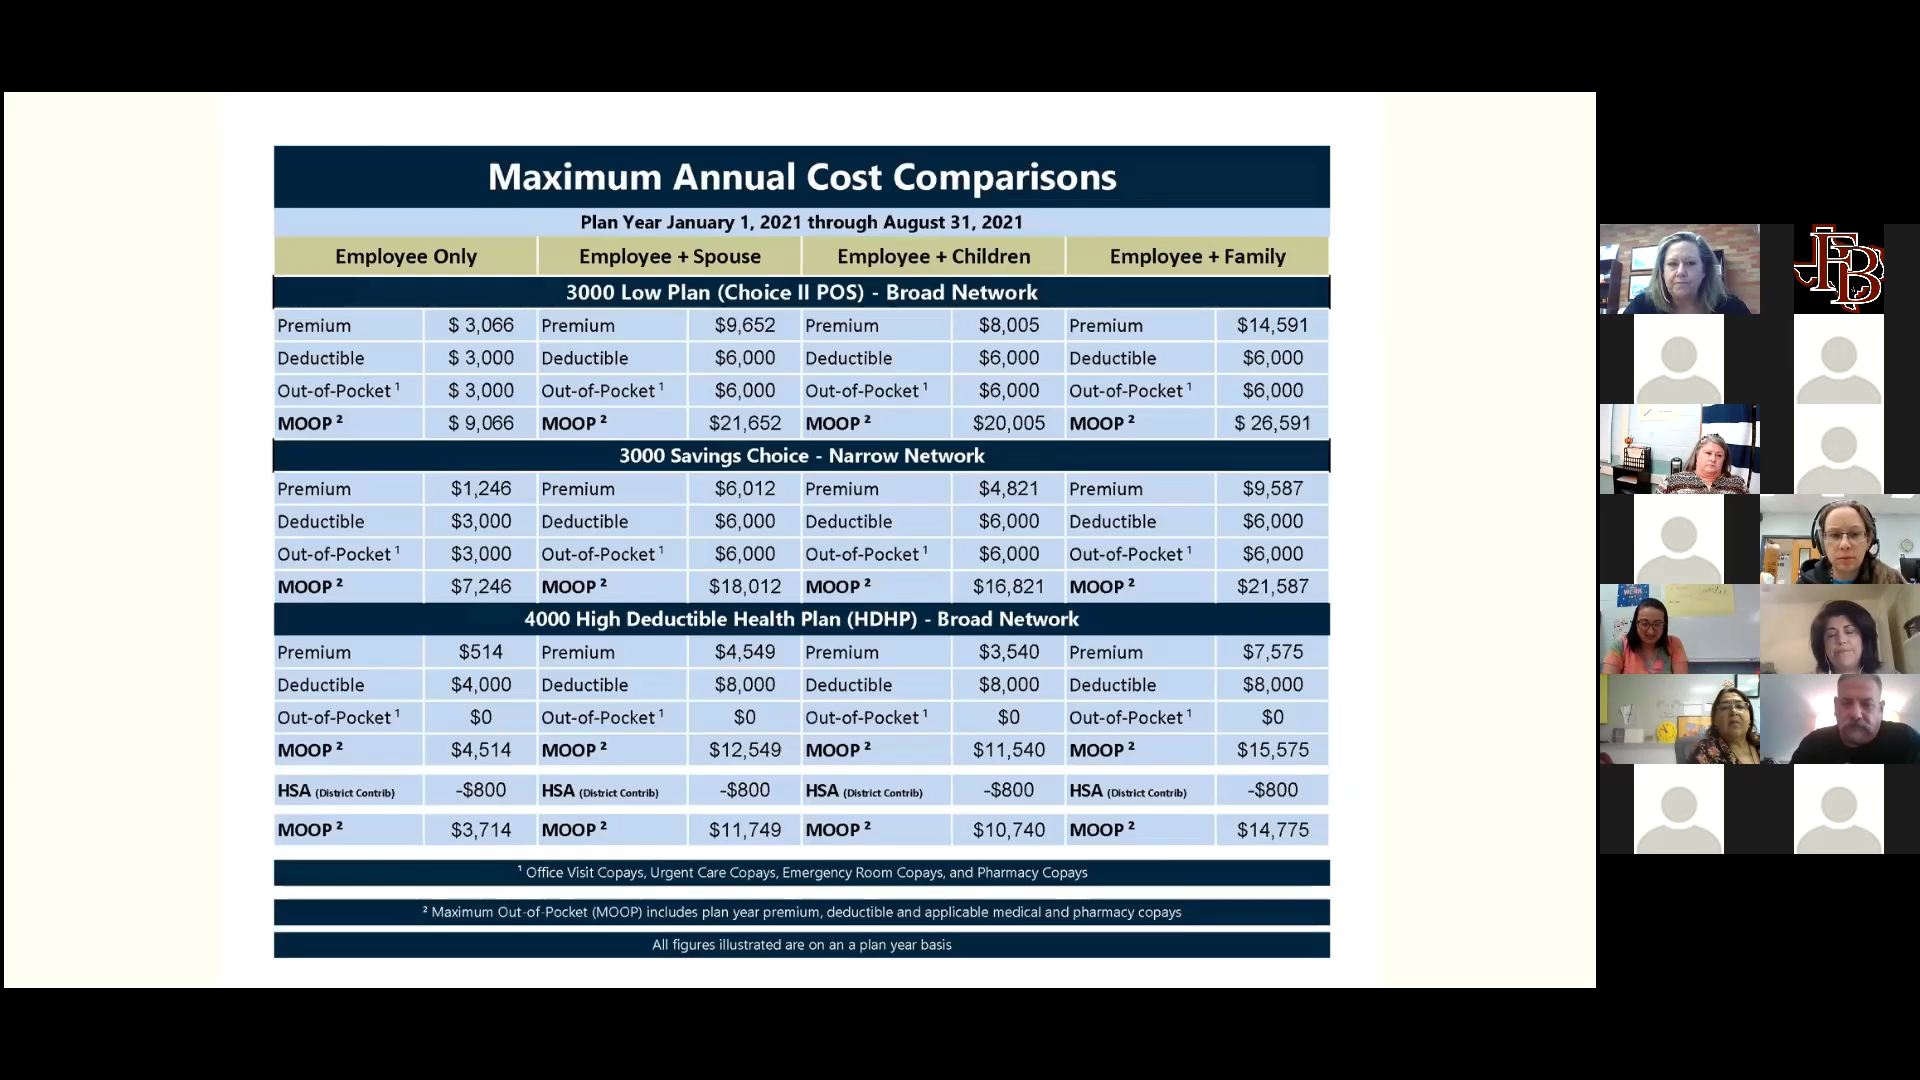 Maximum Annual Cost Comparisons
Plan Year January 1, 2021 through August 31, 2021
Employee Only Employee + Spouse Employee + Children Employee + Family
3000 Low Plan (Choice II POS) - Broad Network
Premium $ 3,066 Premium $9,652 Premium $8,005 Premium $14,591
Deductible $ 3,000 Deductible $6,000 Deductible $6,000 Deductible $6,000
Out-of-Pocket ¹ $ 3,000 Out-of-Pocket ¹ $6,000 Out-of-Pocket ¹ $6,000 Out-of-Pocket ¹ $6,000
MOOP ² $ 9,066 MOOP ² $21,652 MOOP ² $20,005 MOOP ² $ 26,591
3000 Savings Choice - Narrow Network
Premium $1,246 Premium $6,012 Premium $4,821 Premium $9,587
Deductible $3,000 Deductible $6,000 Deductible $6,000 Deductible $6,000
Out-of-Pocket ¹ $3,000 Out-of-Pocket ¹ $6,000 Out-of-Pocket ¹ $6,000 Out-of-Pocket ¹ $6,000
MOOP ² $7,246 MOOP ² $18,012 MOOP ² $16,821 MOOP ² $21,587
4000 High Deductible Health Plan (HDHP) - Broad Network
Premium $514 Premium $4,549 Premium $3,540 Premium $7,575
Deductible $4,000 Deductible $8,000 Deductible $8,000 Deductible $8,000
Out-of-Pocket ¹ $0 Out-of-Pocket ¹ $0 Out-of-Pocket ¹ $0 Out-of-Pocket ¹ $0
MOOP ² $4,514 MOOP ² $12,549 MOOP ² $11,540 MOOP ² $15,575
HSA (District Contrib) -$800 HSA (District Contrib) -$800 HSA (District Contrib) -$800 HSA (District Contrib) -$800
MOOP ² $3,714 MOOP ² $11,749 MOOP ² $10,740 MOOP ² $14,775
¹ Office Visit Copays, Urgent Care Copays, Emergency Room Copays, and Pharmacy Copays
² Maximum Out-of-Pocket (MOOP) includes plan year premium, deductible and applicable medical and pharmacy copays
All figures illustrated are on an a plan year basis
FB
WORK